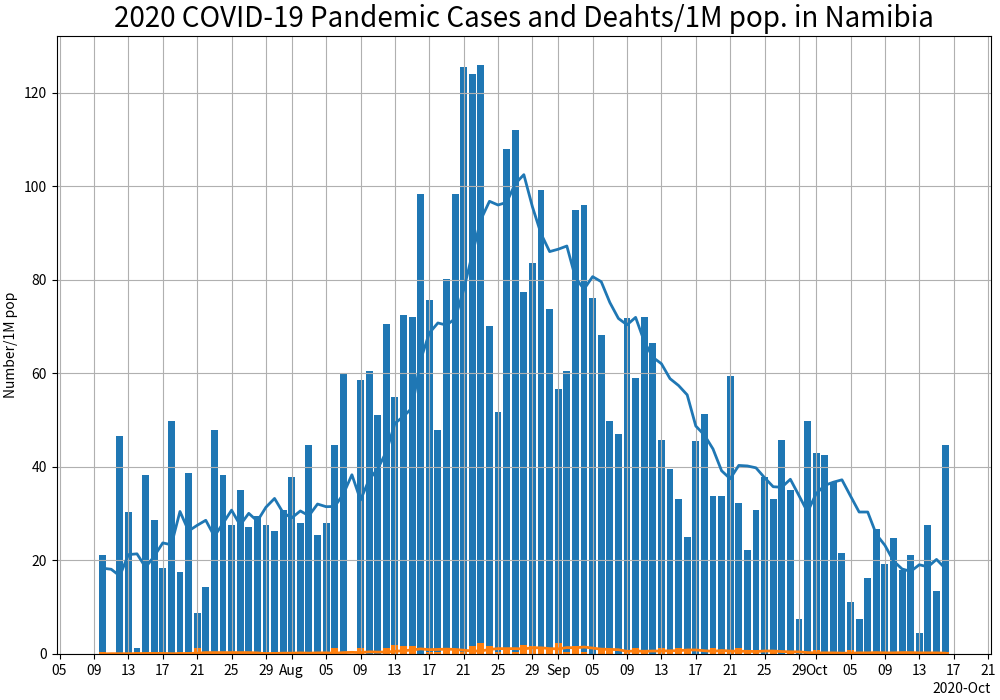 2020 COVID-19 Pandemic Cases and Deahts/1M pop. in Namibia
Number/1M pop
120
100
80
60
40
20
0
05 09 13 17 21 25 29 Aug 05 09 13 17 21 25 29 Sep 05 09 13 17 21 25 29 Oct 05 09 13 17 21
2020-Oct